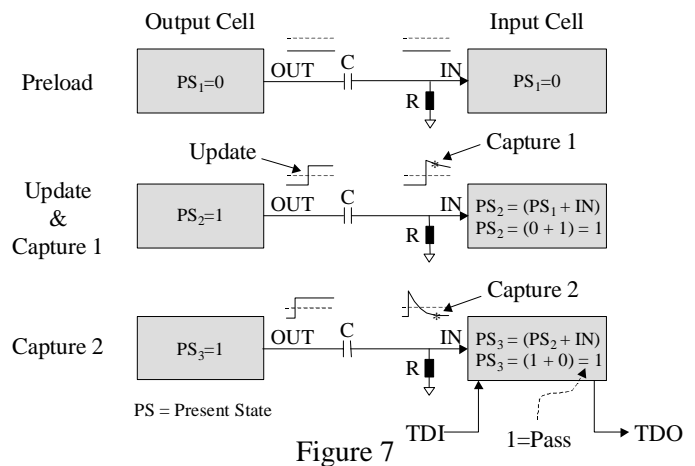 Output Cell
Input Cell
Preload
PS₁=0
OUT
C
IN
R
PS₁=0
Update
Capture 1
Update
&
Capture 1
PS₂=1
OUT
C
IN
R
PS₂ = (PS₁ + IN)
PS₂ = (0 + 1) = 1
Capture 2
Capture 2
PS₃=1
OUT
C
IN
R
PS₃ = (PS₂ + IN)
PS₃ = (1 + 0) = 1
PS = Present State
TDI
1=Pass
TDO
Figure 7